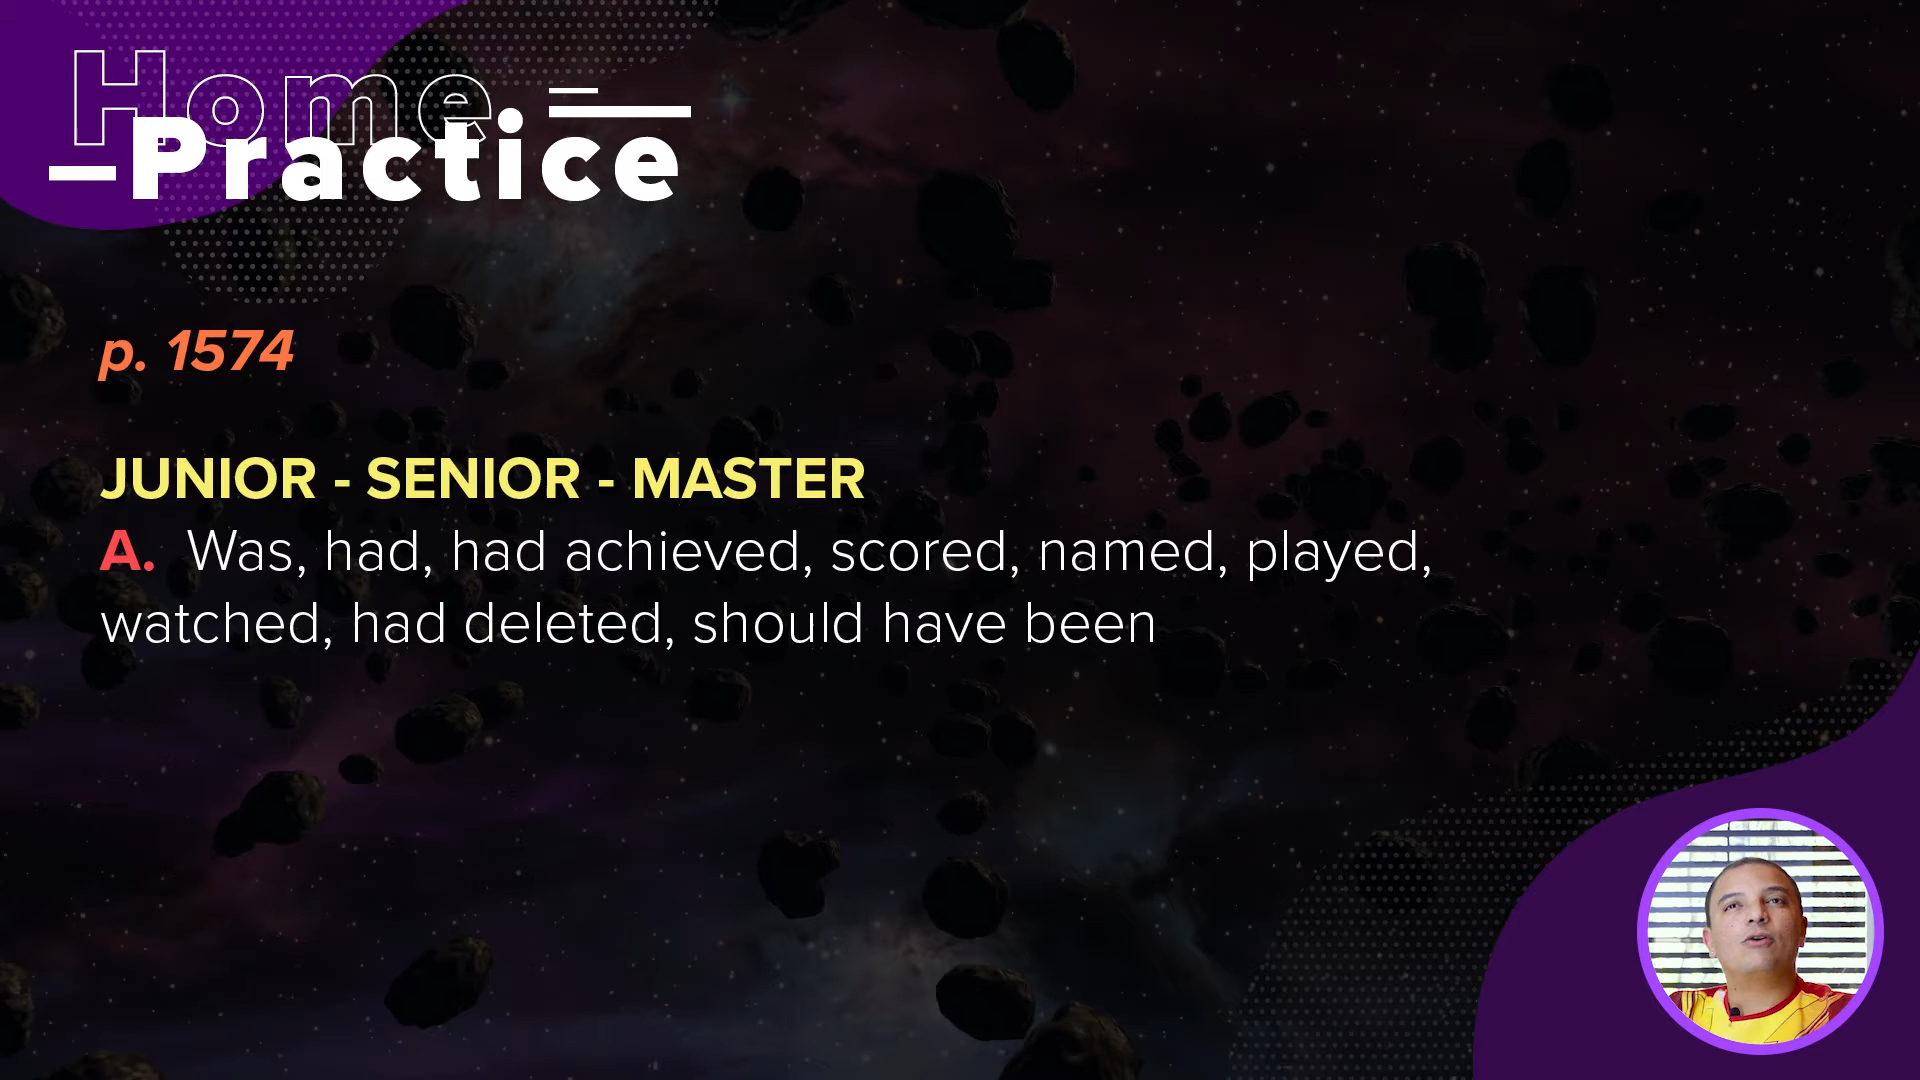 Home
Practice
p. 1574
JUNIOR - SENIOR - MASTER
A. Was, had, had achieved, scored, named, played,
watched, had deleted, should have been